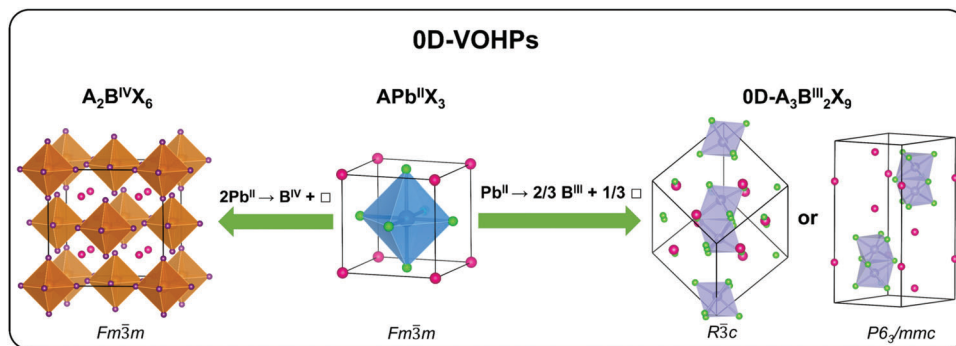 0D-VOHPs
A₂BᴵⱽX₆
APbᴵᴵX₃
0D-A₃Bᴵᴵᴵ₂X₉
2Pbᴵᴵ → Bᴵⱽ + □
Pbᴵᴵ → 2/3 Bᴵᴵᴵ + 1/3 □
or
Fm3̅m
Fm3̅m
R3̅c
P6₃/mmc